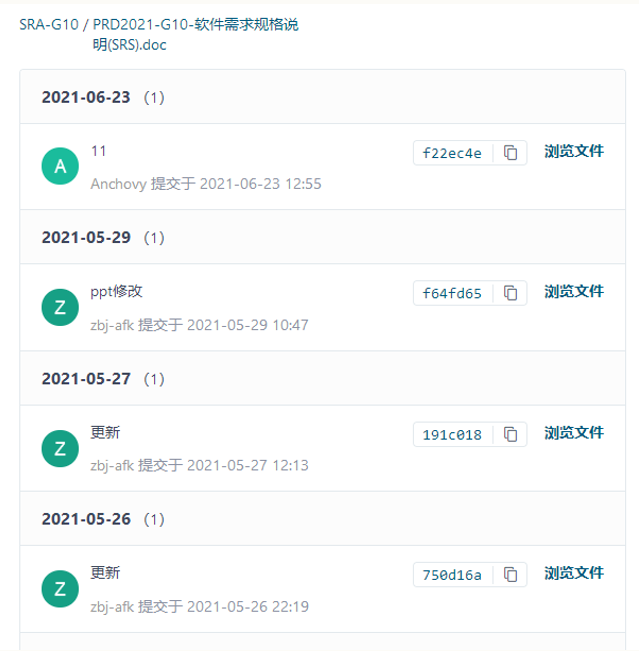 SRA-G10 / PRD2021-G10-软件需求规格说
明(SRS).doc
2021-06-23 （1）
A
11
f22ec4e
浏览文件
Anchovy 提交于 2021-06-23 12:55
2021-05-29 （1）
Z
ppt修改
f64fd65
浏览文件
zbj-afk 提交于 2021-05-29 10:47
2021-05-27 （1）
Z
更新
191c018
浏览文件
zbj-afk 提交于 2021-05-27 12:13
2021-05-26 （1）
Z
更新
750d16a
浏览文件
zbj-afk 提交于 2021-05-26 22:19